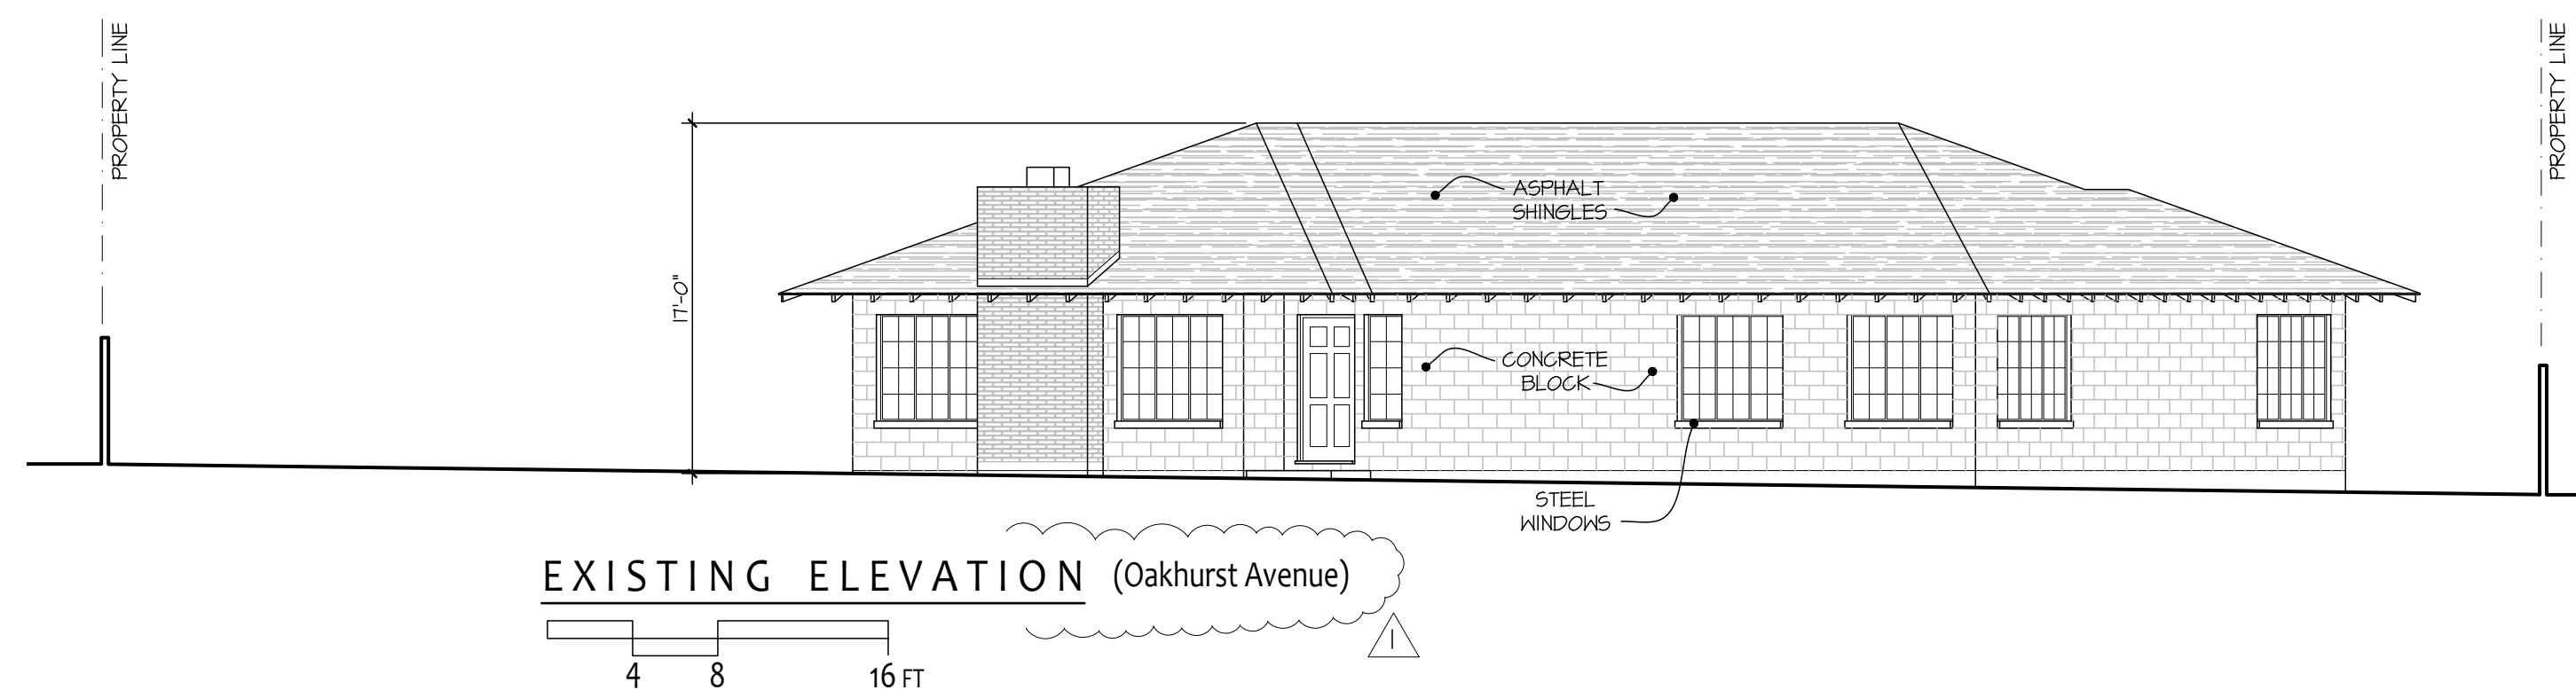 PROPERTY LINE
PROPERTY LINE
17'-0"
ASPHALT
SHINGLES
CONCRETE
BLOCK
STEEL
WINDOWS
EXISTING ELEVATION (Oakhurst Avenue)
1
4 8 16 FT